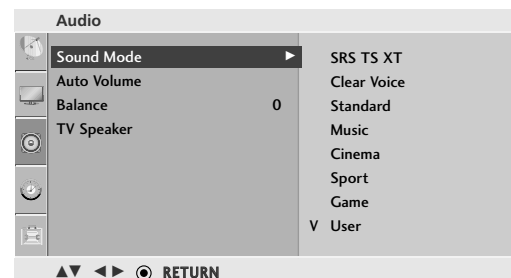 Audio
Sound Mode ►
Auto Volume
Balance 0
TV Speaker
SRS TS XT
Clear Voice
Standard
Music
Cinema
Sport
Game
V User
▲▼ ◄► RETURN